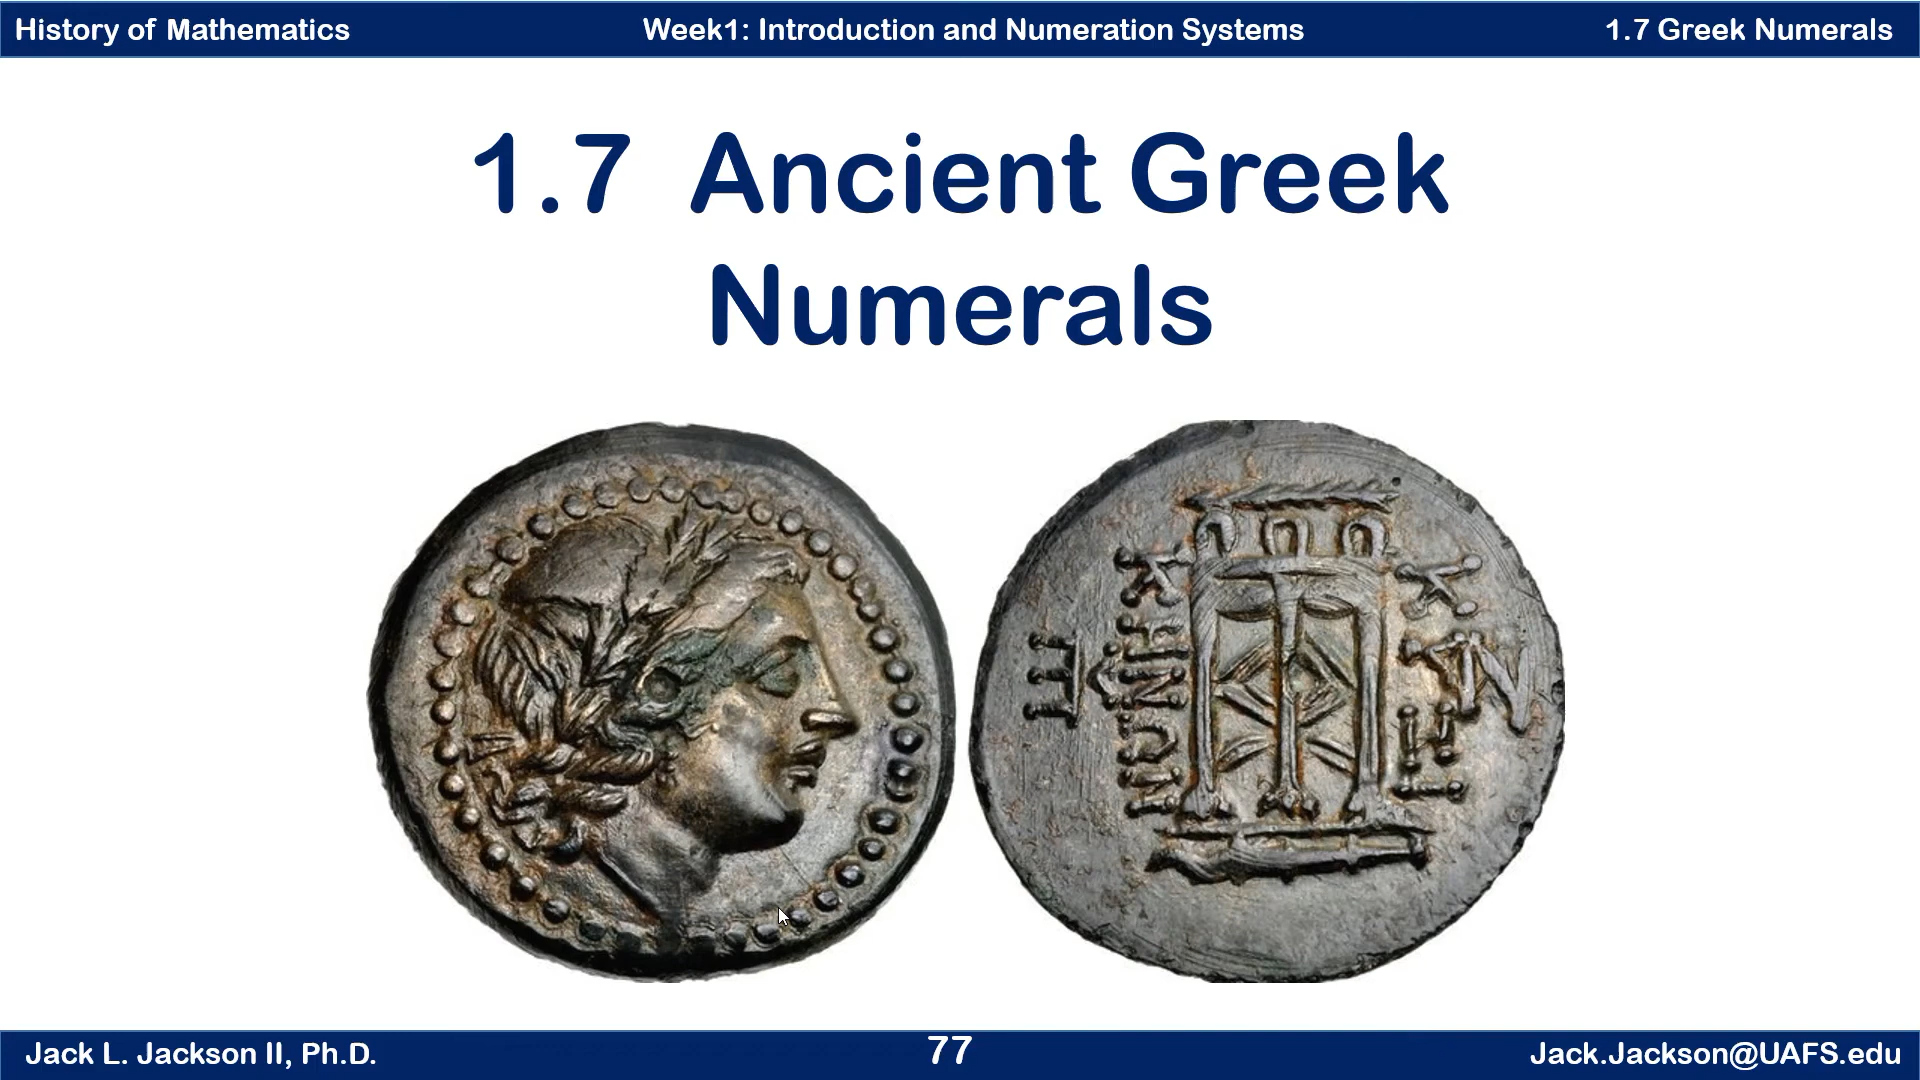 History of Mathematics
Week1: Introduction and Numeration Systems
1.7 Greek Numerals
1.7 Ancient Greek
Numerals
Jack L. Jackson II, Ph.D.
77
Jack.Jackson@UAFS.edu